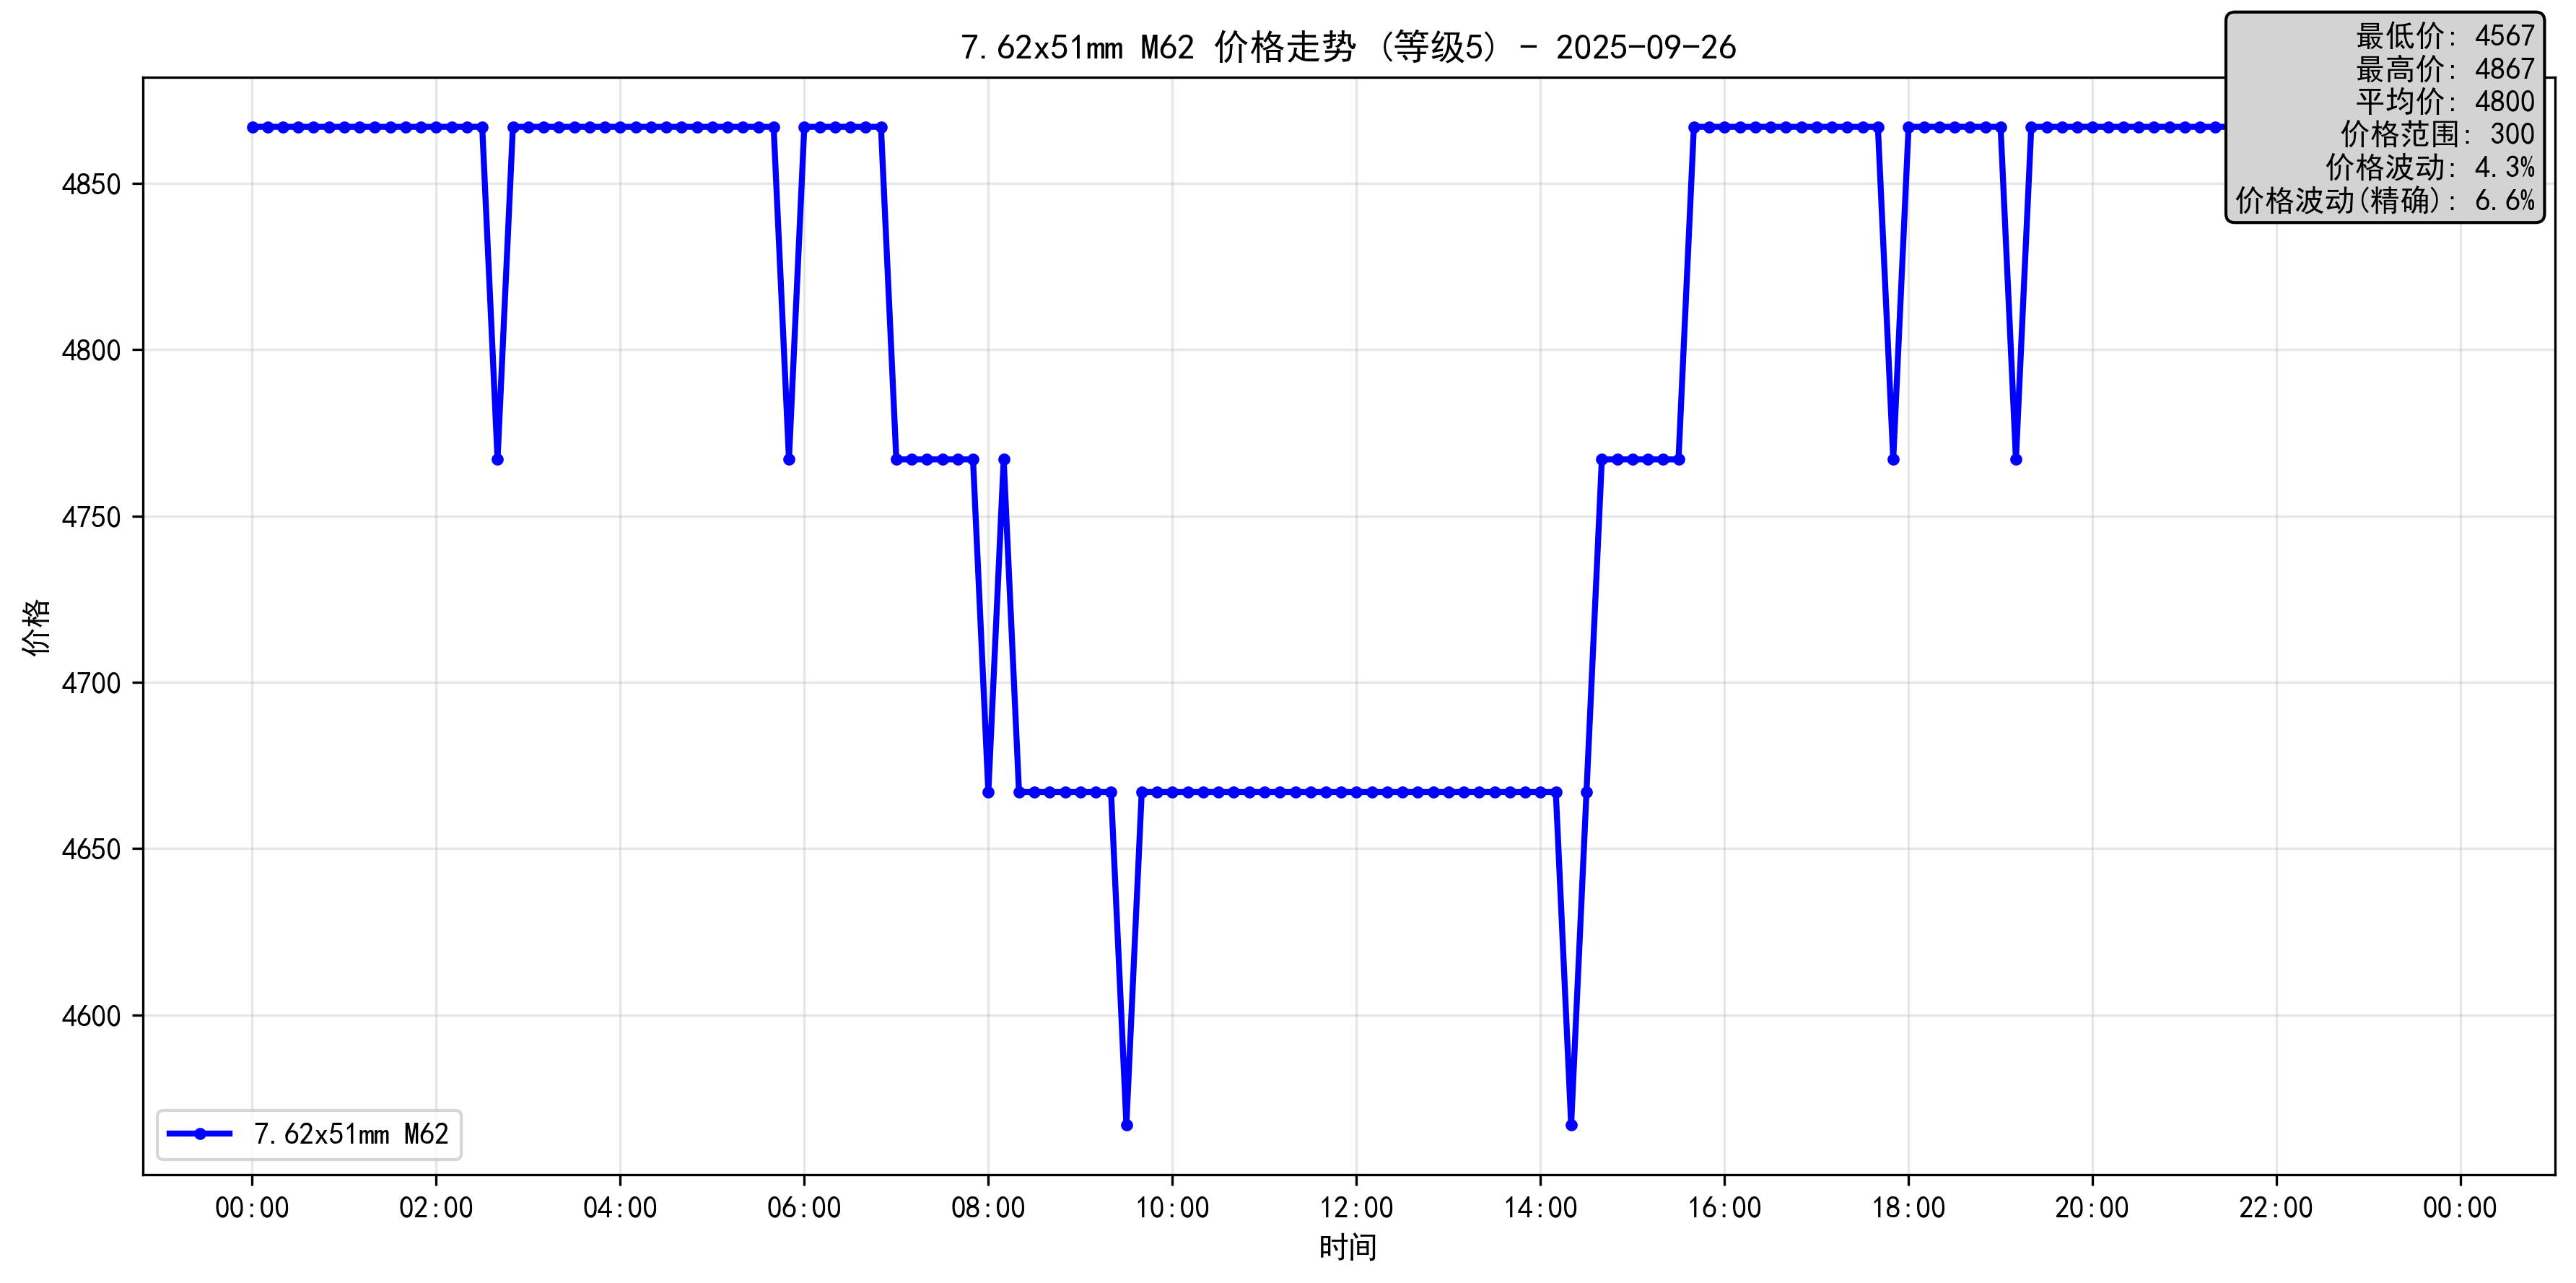 7.62x51mm M62 价格走势 (等级5) - 2025-09-26
最低价: 4567
最高价: 4867
平均价: 4800
价格范围: 300
价格波动: 4.3%
价格波动(精确): 6.6%
4850
4800
4750
4700
4650
4600
价格
7.62x51mm M62
00:00 02:00 04:00 06:00 08:00 10:00 12:00 14:00 16:00 18:00 20:00 22:00 00:00
时间